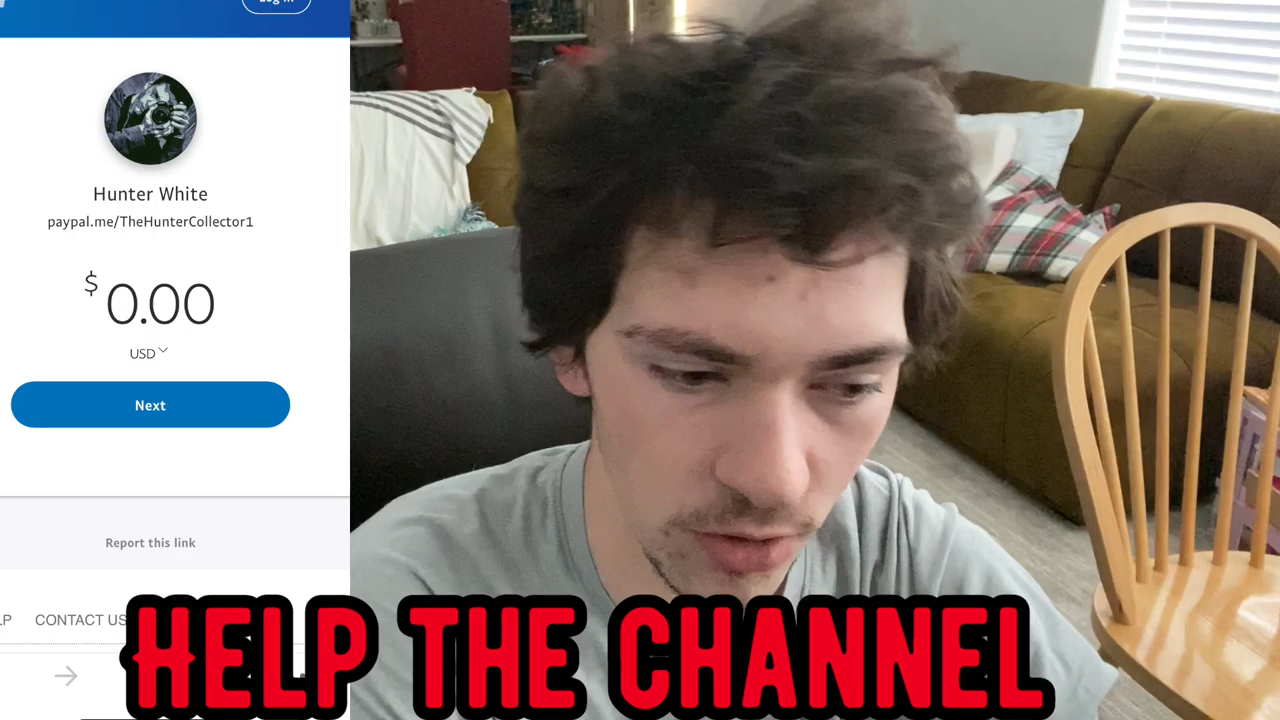 Log In
Hunter White
paypal.me/TheHunterCollector1
$ 0.00
USD
Next
Report this link
CONTACT US
HELP THE CHANNEL